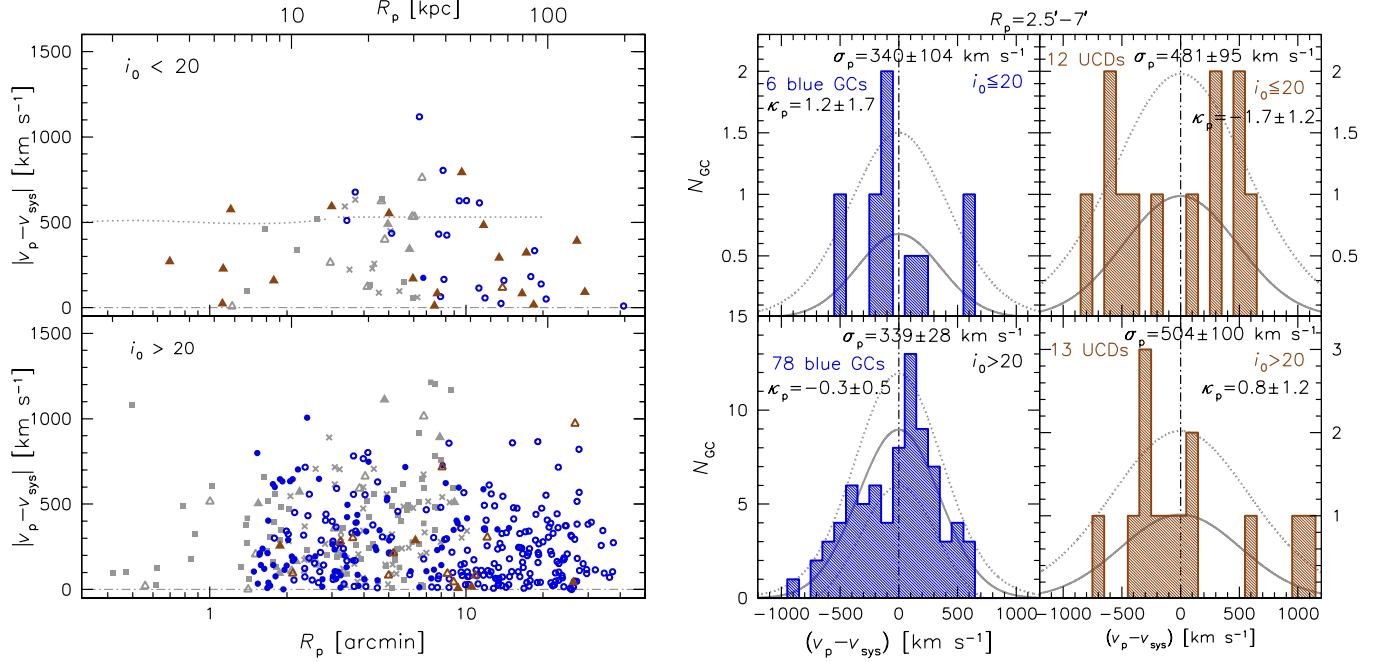 R_p [kpc]
10 100
i_0 < 20
|v_p−v_sys| [km s⁻¹]
1500
1000
500
0
i_0 > 20
|v_p−v_sys| [km s⁻¹]
1500
1000
500
0
1 10
R_p [arcmin]
R_p=2.5′−7′
σ_p=340±104 km s⁻¹
6 blue GCs
i_0≦20
κ_p=1.2±1.7
N_GC
2
1.5
1
0.5
12 UCDs
σ_p=481±95 km s⁻¹
i_0≦20
κ_p=−1.7±1.2
2
1.5
1
0.5
σ_p=339±28 km s⁻¹
78 blue GCs
i_0>20
κ_p=−0.3±0.5
N_GC
15
10
5
0
σ_p=504±100 km s⁻¹
13 UCDs
i_0>20
κ_p=0.8±1.2
3
2
1
−1000 −500 0 500 1000
(v_p−v_sys) [km s⁻¹]
−1000 −500 0 500 1000
(v_p−v_sys) [km s⁻¹]